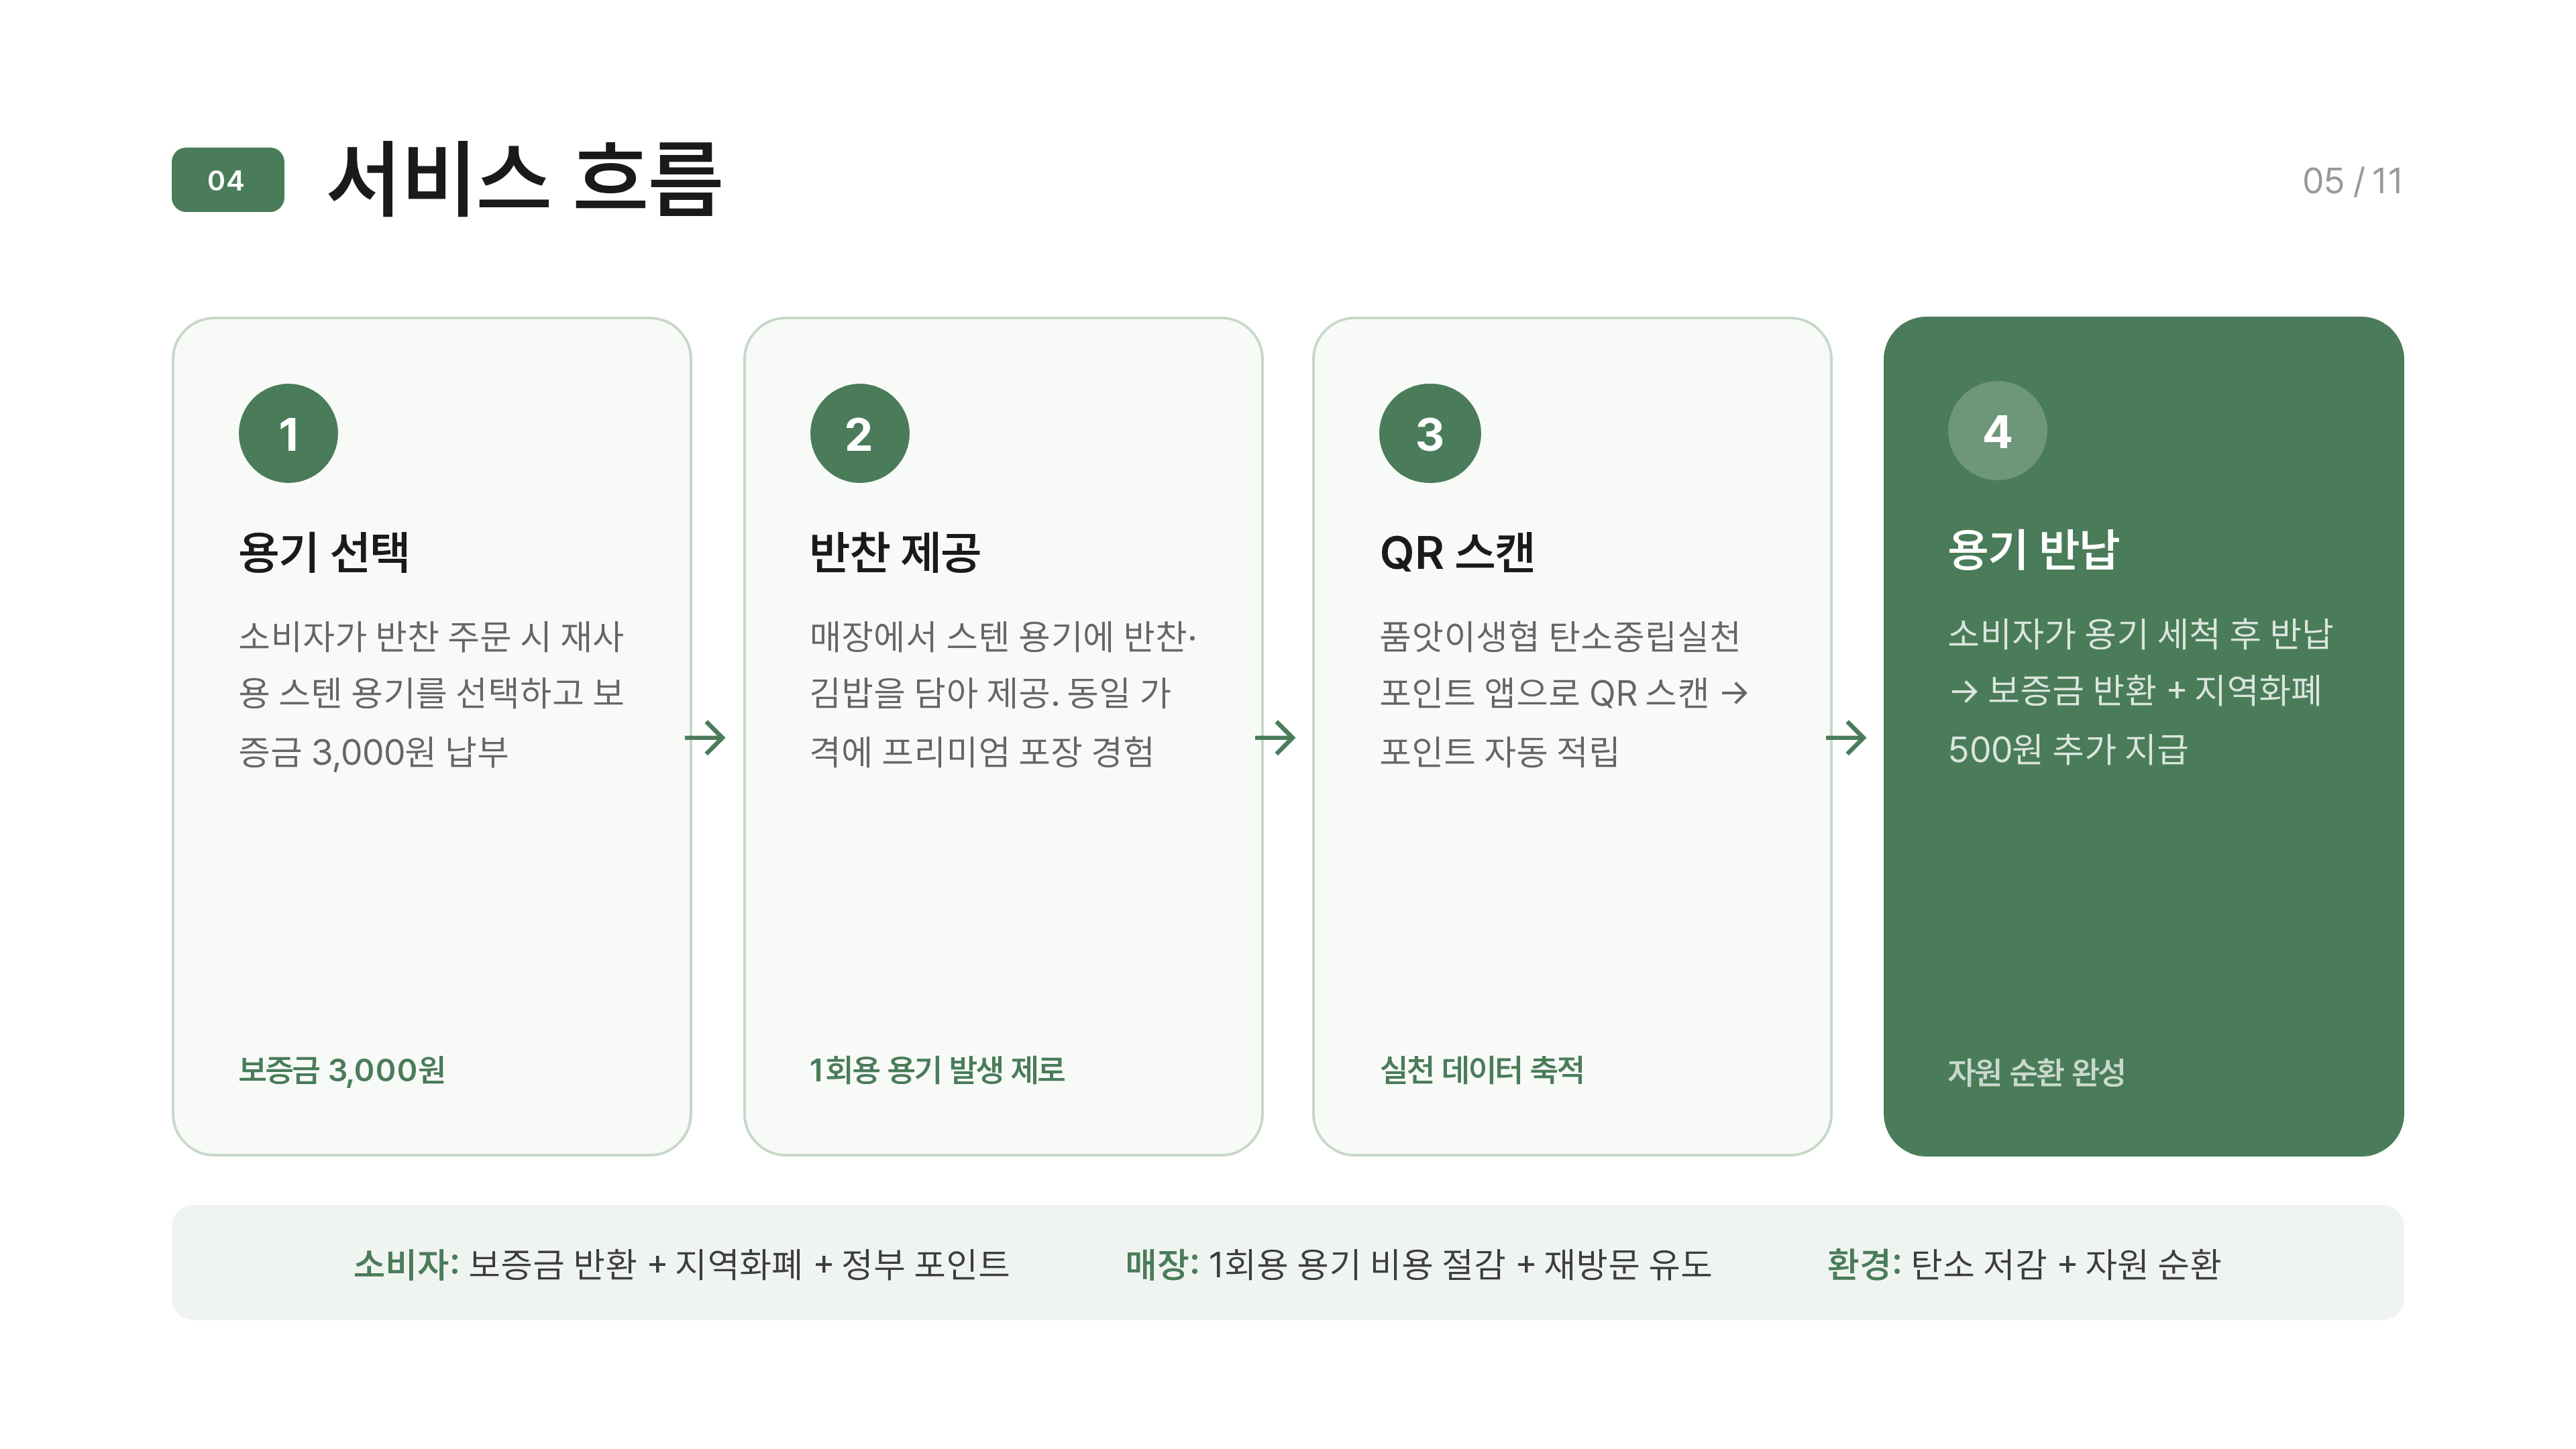 04
서비스 흐름
05 / 11
1
용기 선택
소비자가 반찬 주문 시 재사
용 스텐 용기를 선택하고 보
증금 3,000원 납부
보증금 3,000원
→
2
반찬 제공
매장에서 스텐 용기에 반찬·
김밥을 담아 제공. 동일 가
격에 프리미엄 포장 경험
1회용 용기 발생 제로
→
3
QR 스캔
품앗이생협 탄소중립실천
포인트 앱으로 QR 스캔 →
포인트 자동 적립
실천 데이터 축적
→
4
용기 반납
소비자가 용기 세척 후 반납
→ 보증금 반환 + 지역화폐
500원 추가 지급
자원 순환 완성
소비자: 보증금 반환 + 지역화폐 + 정부 포인트
매장: 1회용 용기 비용 절감 + 재방문 유도
환경: 탄소 저감 + 자원 순환